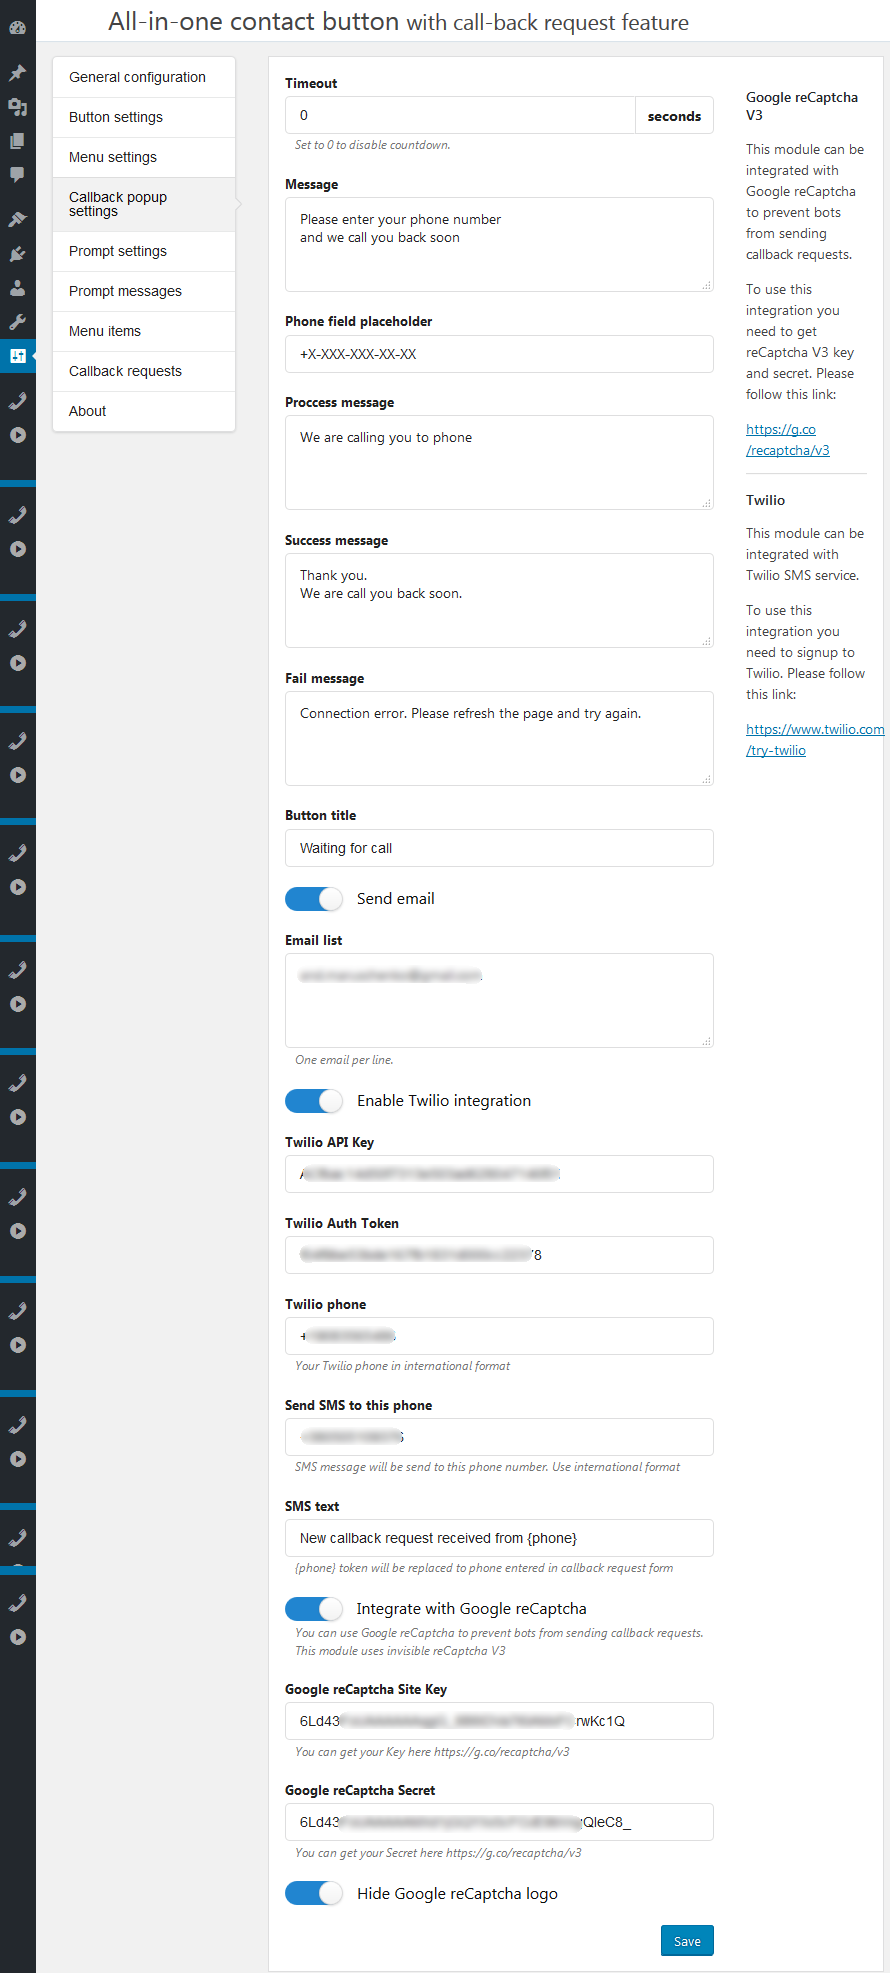 All-in-one contact button with call-back request feature
General configuration
Button settings
Menu settings
Callback popup
settings
Prompt settings
Prompt messages
Menu items
Callback requests
About
Timeout
0 seconds
Set to 0 to disable countdown.
Message
Please enter your phone number
and we call you back soon
Phone field placeholder
+X-XXX-XXX-XX-XX
Proccess message
We are calling you to phone
Success message
Thank you.
We are call you back soon.
Fail message
Connection error. Please refresh the page and try again.
Button title
Waiting for call
Send email
Email list
One email per line.
Enable Twilio integration
Twilio API Key
Twilio Auth Token
Twilio phone
+
Your Twilio phone in international format
Send SMS to this phone
SMS message will be send to this phone number. Use international format
SMS text
New callback request received from {phone}
{phone} token will be replaced to phone entered in callback request form
Integrate with Google reCaptcha
You can use Google reCaptcha to prevent bots from sending callback requests.
This module uses invisible reCaptcha V3
Google reCaptcha Site Key
6Ld43 rwKc1Q
You can get your Key here https://g.co/recaptcha/v3
Google reCaptcha Secret
6Ld43 QleC8_
You can get your Secret here https://g.co/recaptcha/v3
Hide Google reCaptcha logo
Save
Google reCaptcha
V3
This module can be
integrated with
Google reCaptcha
to prevent bots
from sending
callback requests.
To use this
integration you
need to get
reCaptcha V3 key
and secret. Please
follow this link:
https://g.co
/recaptcha/v3
Twilio
This module can be
integrated with
Twilio SMS service.
To use this
integration you
need to signup to
Twilio. Please follow
this link:
https://www.twilio.com
/try-twilio